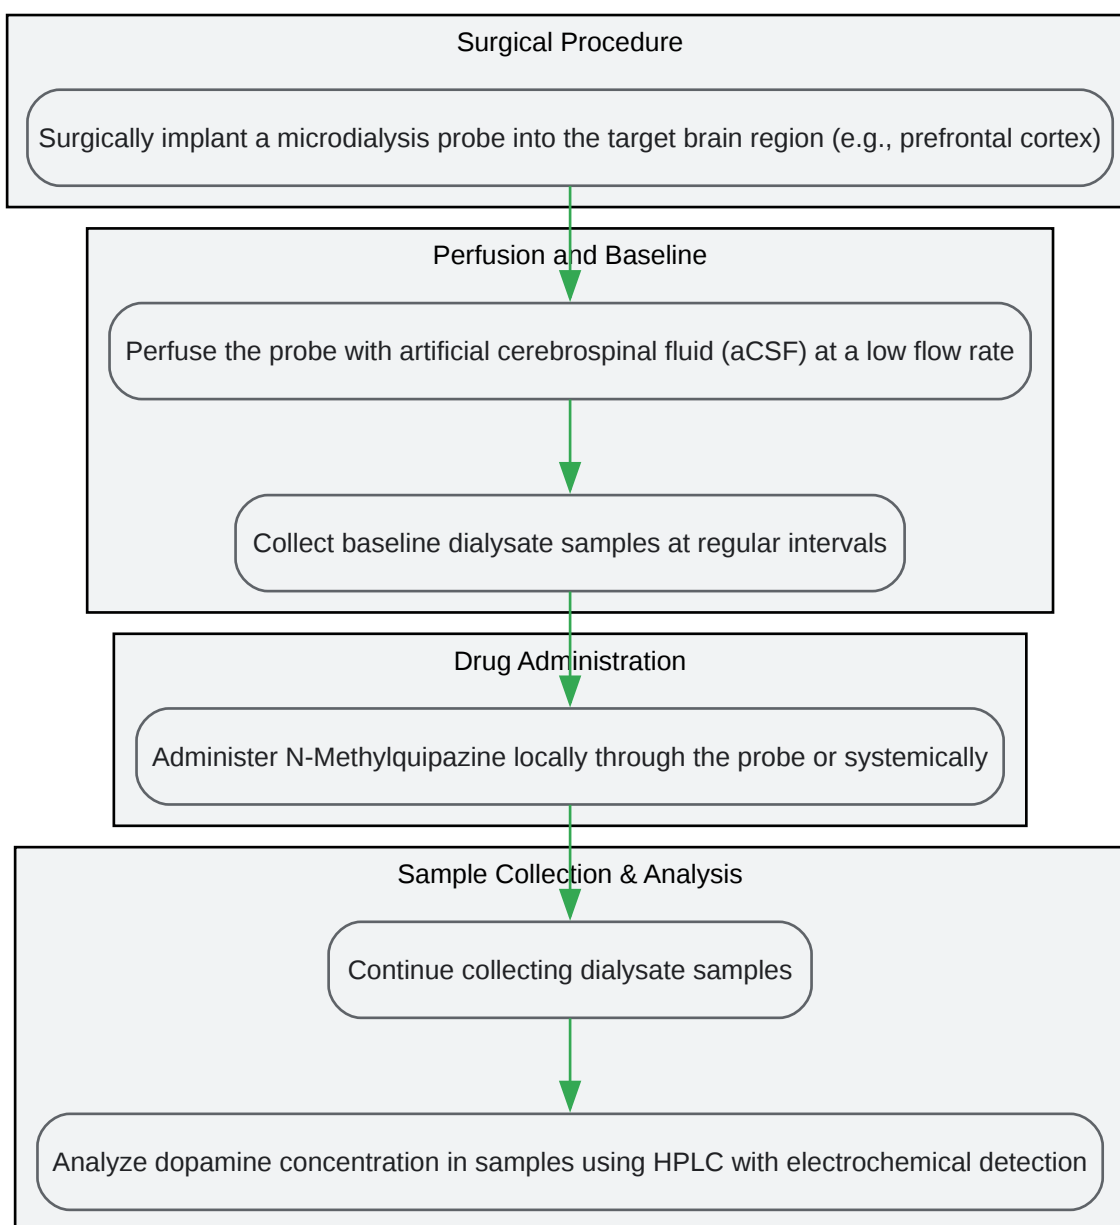 Surgical Procedure
Surgically implant a microdialysis probe into the target brain region (e.g., prefrontal cortex)
Perfusion and Baseline
Perfuse the probe with artificial cerebrospinal fluid (aCSF) at a low flow rate
Collect baseline dialysate samples at regular intervals
Drug Administration
Administer N-Methylquipazine locally through the probe or systemically
Sample Collection & Analysis
Continue collecting dialysate samples
Analyze dopamine concentration in samples using HPLC with electrochemical detection